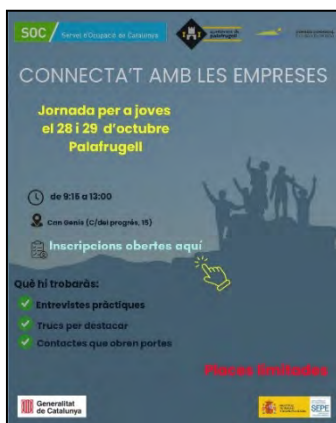 SOC
Servei d'Ocupació de Catalunya
palafrugell
CONNECTA'T AMB LES EMPRESES
Jornada per a joves
el 28 i 29 d'octubre
Palafrugell
de 9:15 a 13:00
Can Genis (C/del progrés, 15)
Inscripcions obertes aquí
Què hi trobaràs:
Entrevistes pràctiques
Trucs per destacar
Contactes que obren portes
Places limitades
Generalitat
de Catalunya
SEPE